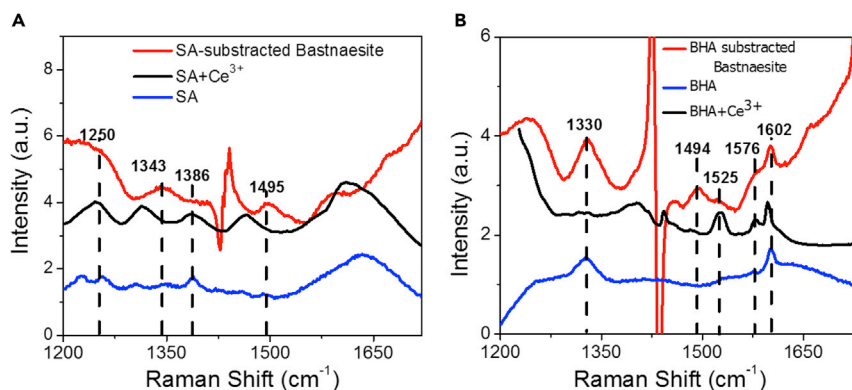 A
SA-substracted Bastnaesite
SA+Ce³⁺
SA
1250
1343
1386
1495
Intensity (a.u.)
8
6
4
2
0
1200
1350
1500
1650
Raman Shift (cm⁻¹)
B
BHA substracted
Bastnaesite
BHA
BHA+Ce³⁺
1330
1494
1525
1576
1602
Intensity (a.u.)
6
4
2
0
1200
1350
1500
1650
Raman Shift (cm⁻¹)